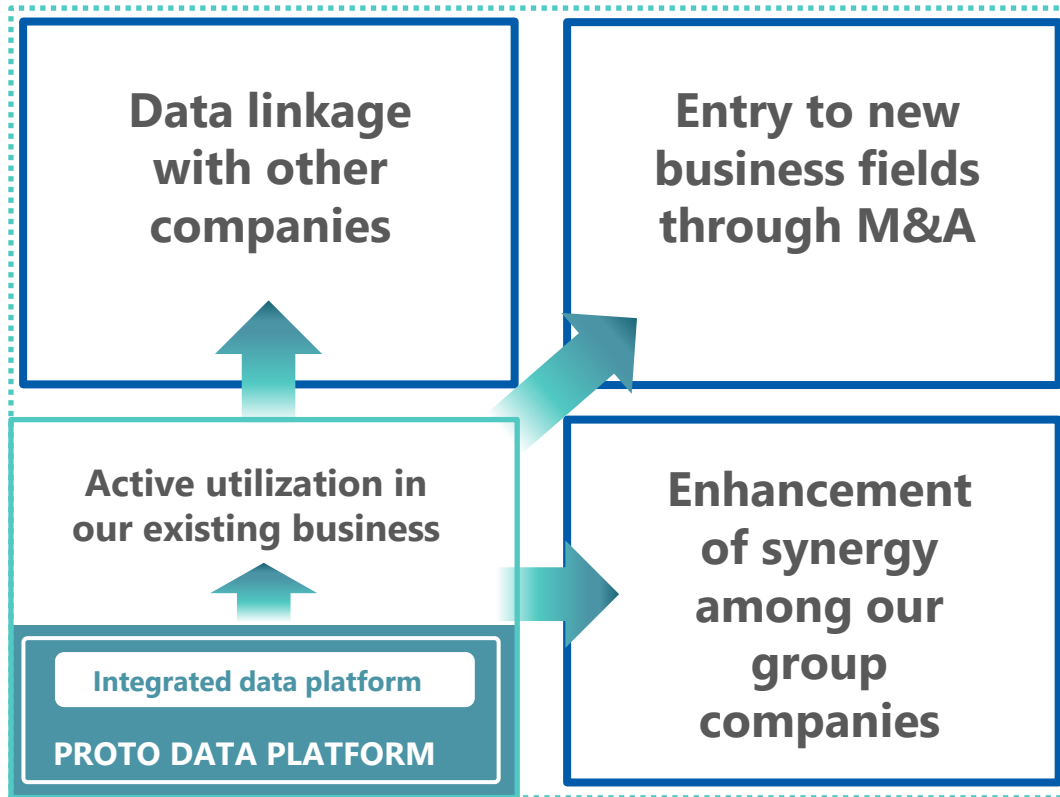 Data linkage
with other
companies
Entry to new
business fields
through M&A
Active utilization in
our existing business
Integrated data platform
PROTO DATA PLATFORM
Enhancement
of synergy
among our
group
companies